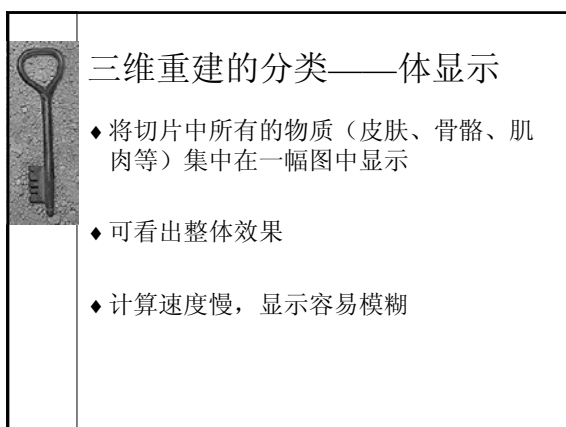 三维重建的分类——体显示
♦将切片中所有的物质（皮肤、骨骼、肌
肉等）集中在一幅图中显示
♦可看出整体效果
♦计算速度慢，显示容易模糊